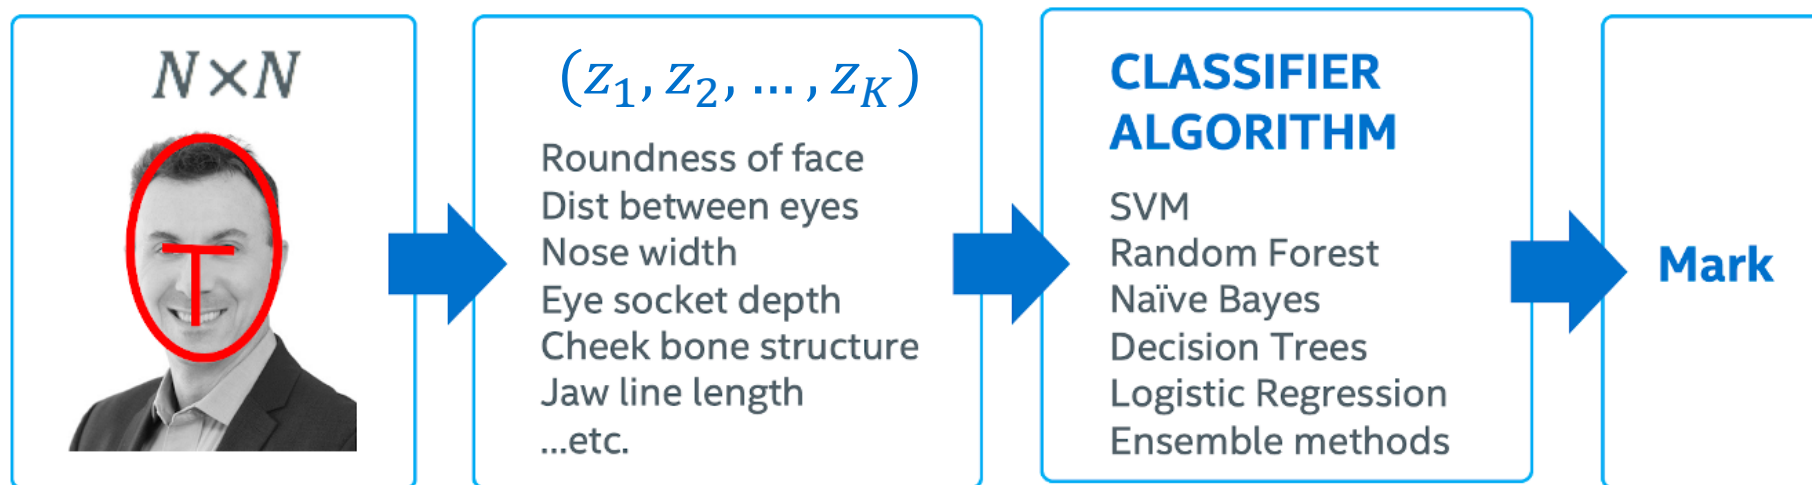 N×N
(z₁, z₂, … , z_K)
Roundness of face
Dist between eyes
Nose width
Eye socket depth
Cheek bone structure
Jaw line length
...etc.
CLASSIFIER
ALGORITHM
SVM
Random Forest
Naïve Bayes
Decision Trees
Logistic Regression
Ensemble methods
Mark